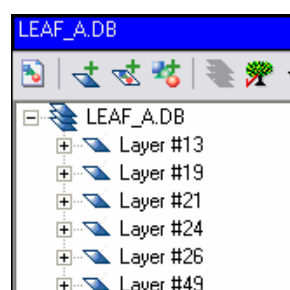 LEAF_A.DB
LEAF_A.DB
Layer #13
Layer #19
Layer #21
Layer #24
Layer #26
Layer #49